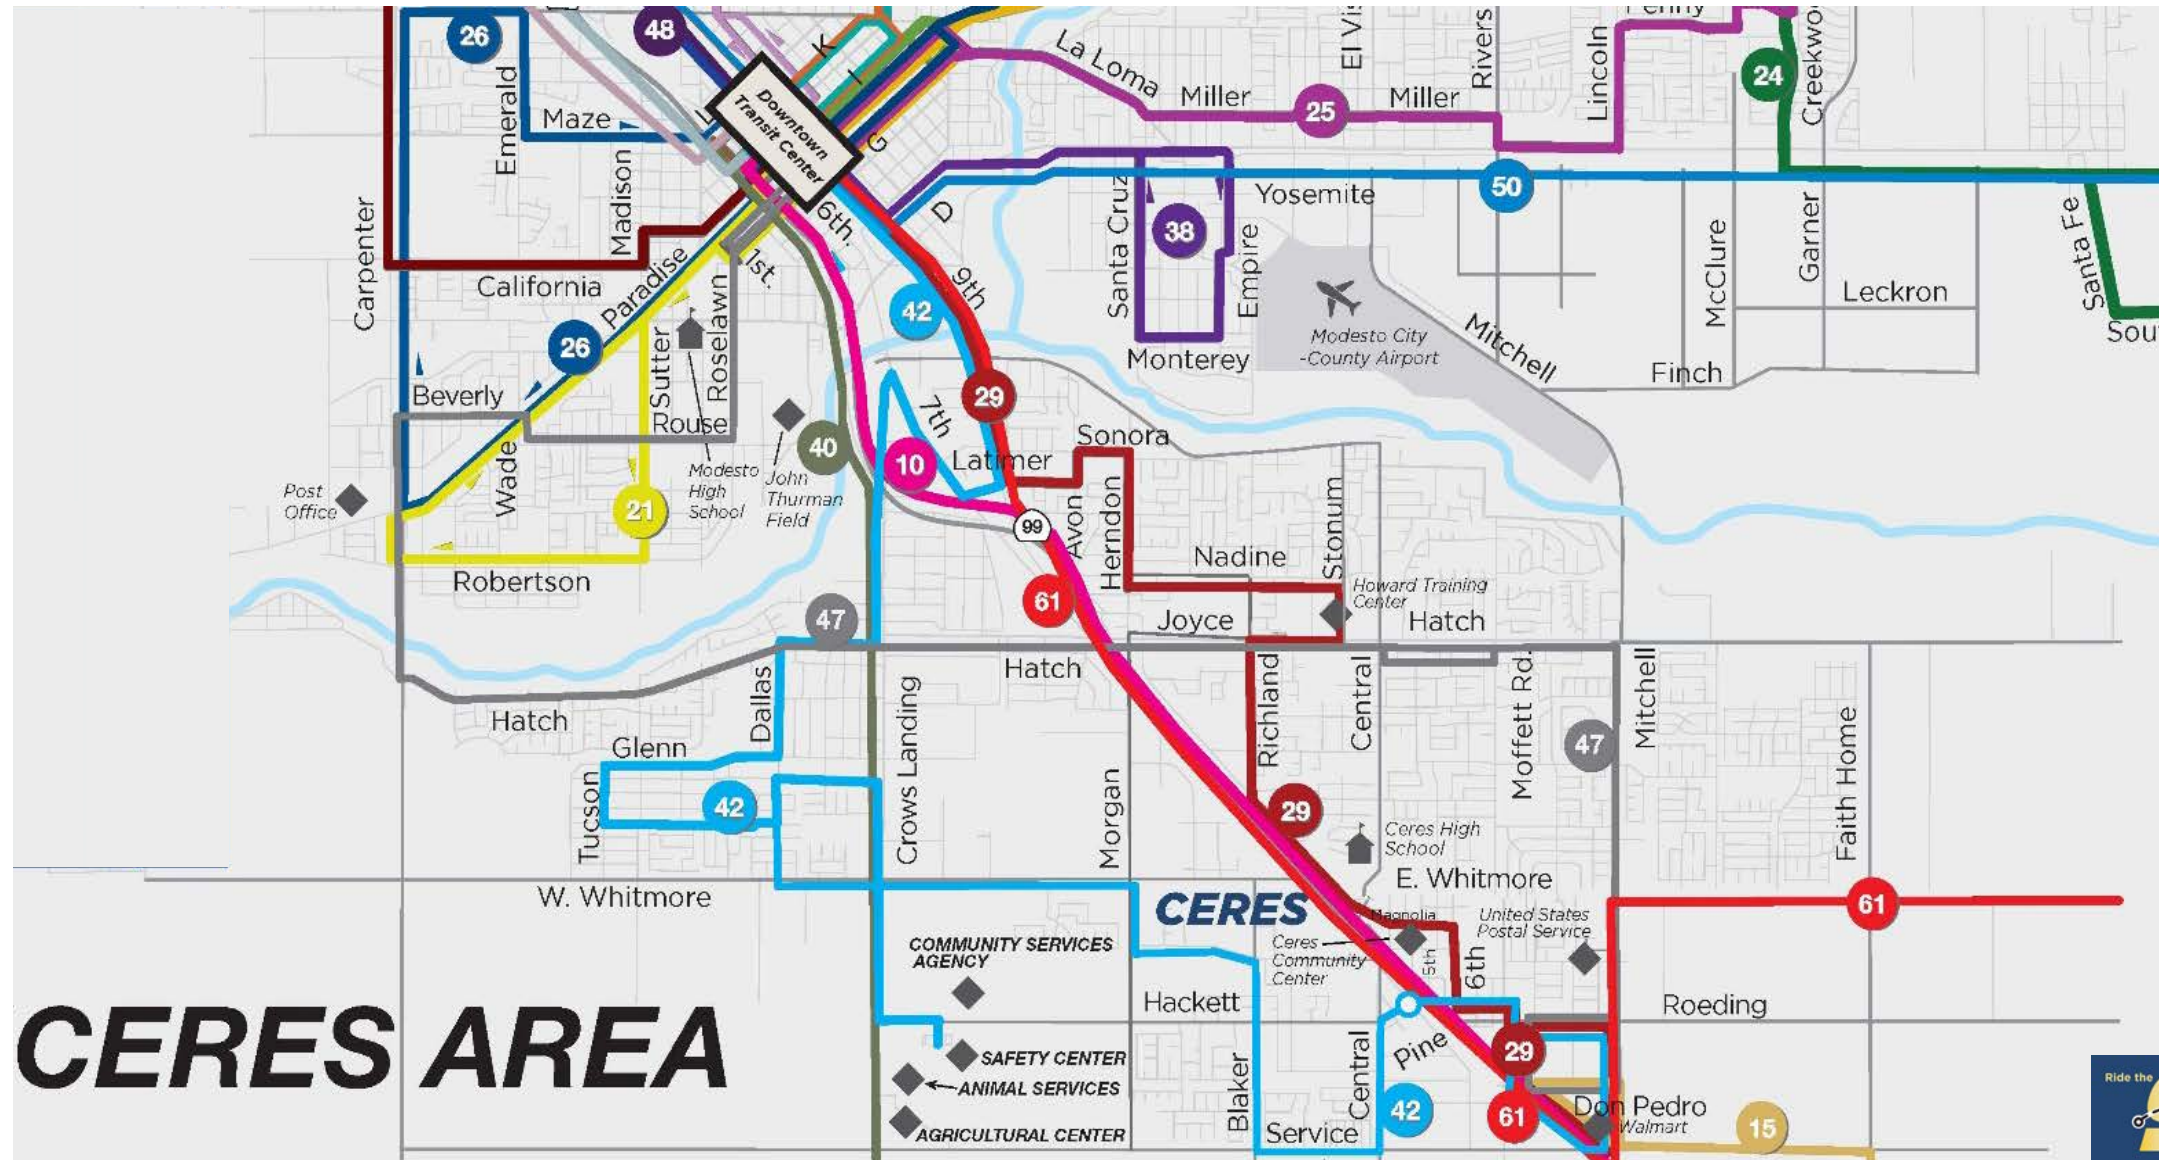 26
48
K
I
L
G
Downtown
Transit Center
La Loma
Miller
25
Miller
El Vis
Rivers
Lincoln
24
Creekwo
Emerald
Maze
Madison
Carpenter
California
Paradise
26
6th.
1st.
D
9th
42
Roselawn
Sutter
Beverly
Rouse
Wade
Post
Office
21
Robertson
Modesto
High
School
John
Thurman
Field
40
10
7th
29
Latimer
Sonora
99
Avon
Herndon
Santa Cruz
38
Empire
Monterey
Yosemite
50
Modesto City
-County Airport
Mitchell
Finch
McClure
Garner
Leckron
Santa Fe
Sou
Nadine
Stonum
Howard Training
Center
Joyce
Hatch
61
47
Hatch
Hatch
Dallas
Glenn
Tucson
42
Crows Landing
Morgan
Richland
Central
Moffett Rd.
47
Mitchell
Faith Home
29
Ceres High
School
W. Whitmore
E. Whitmore
CERES
Magnolia
United States
Postal Service
61
COMMUNITY SERVICES
AGENCY
Ceres
Community
Center
5th
6th
Hackett
Roeding
CERES AREA
SAFETY CENTER
ANIMAL SERVICES
AGRICULTURAL CENTER
Blaker
Central
Pine
29
42
61
Service
Don Pedro
Walmart
15
Ride the